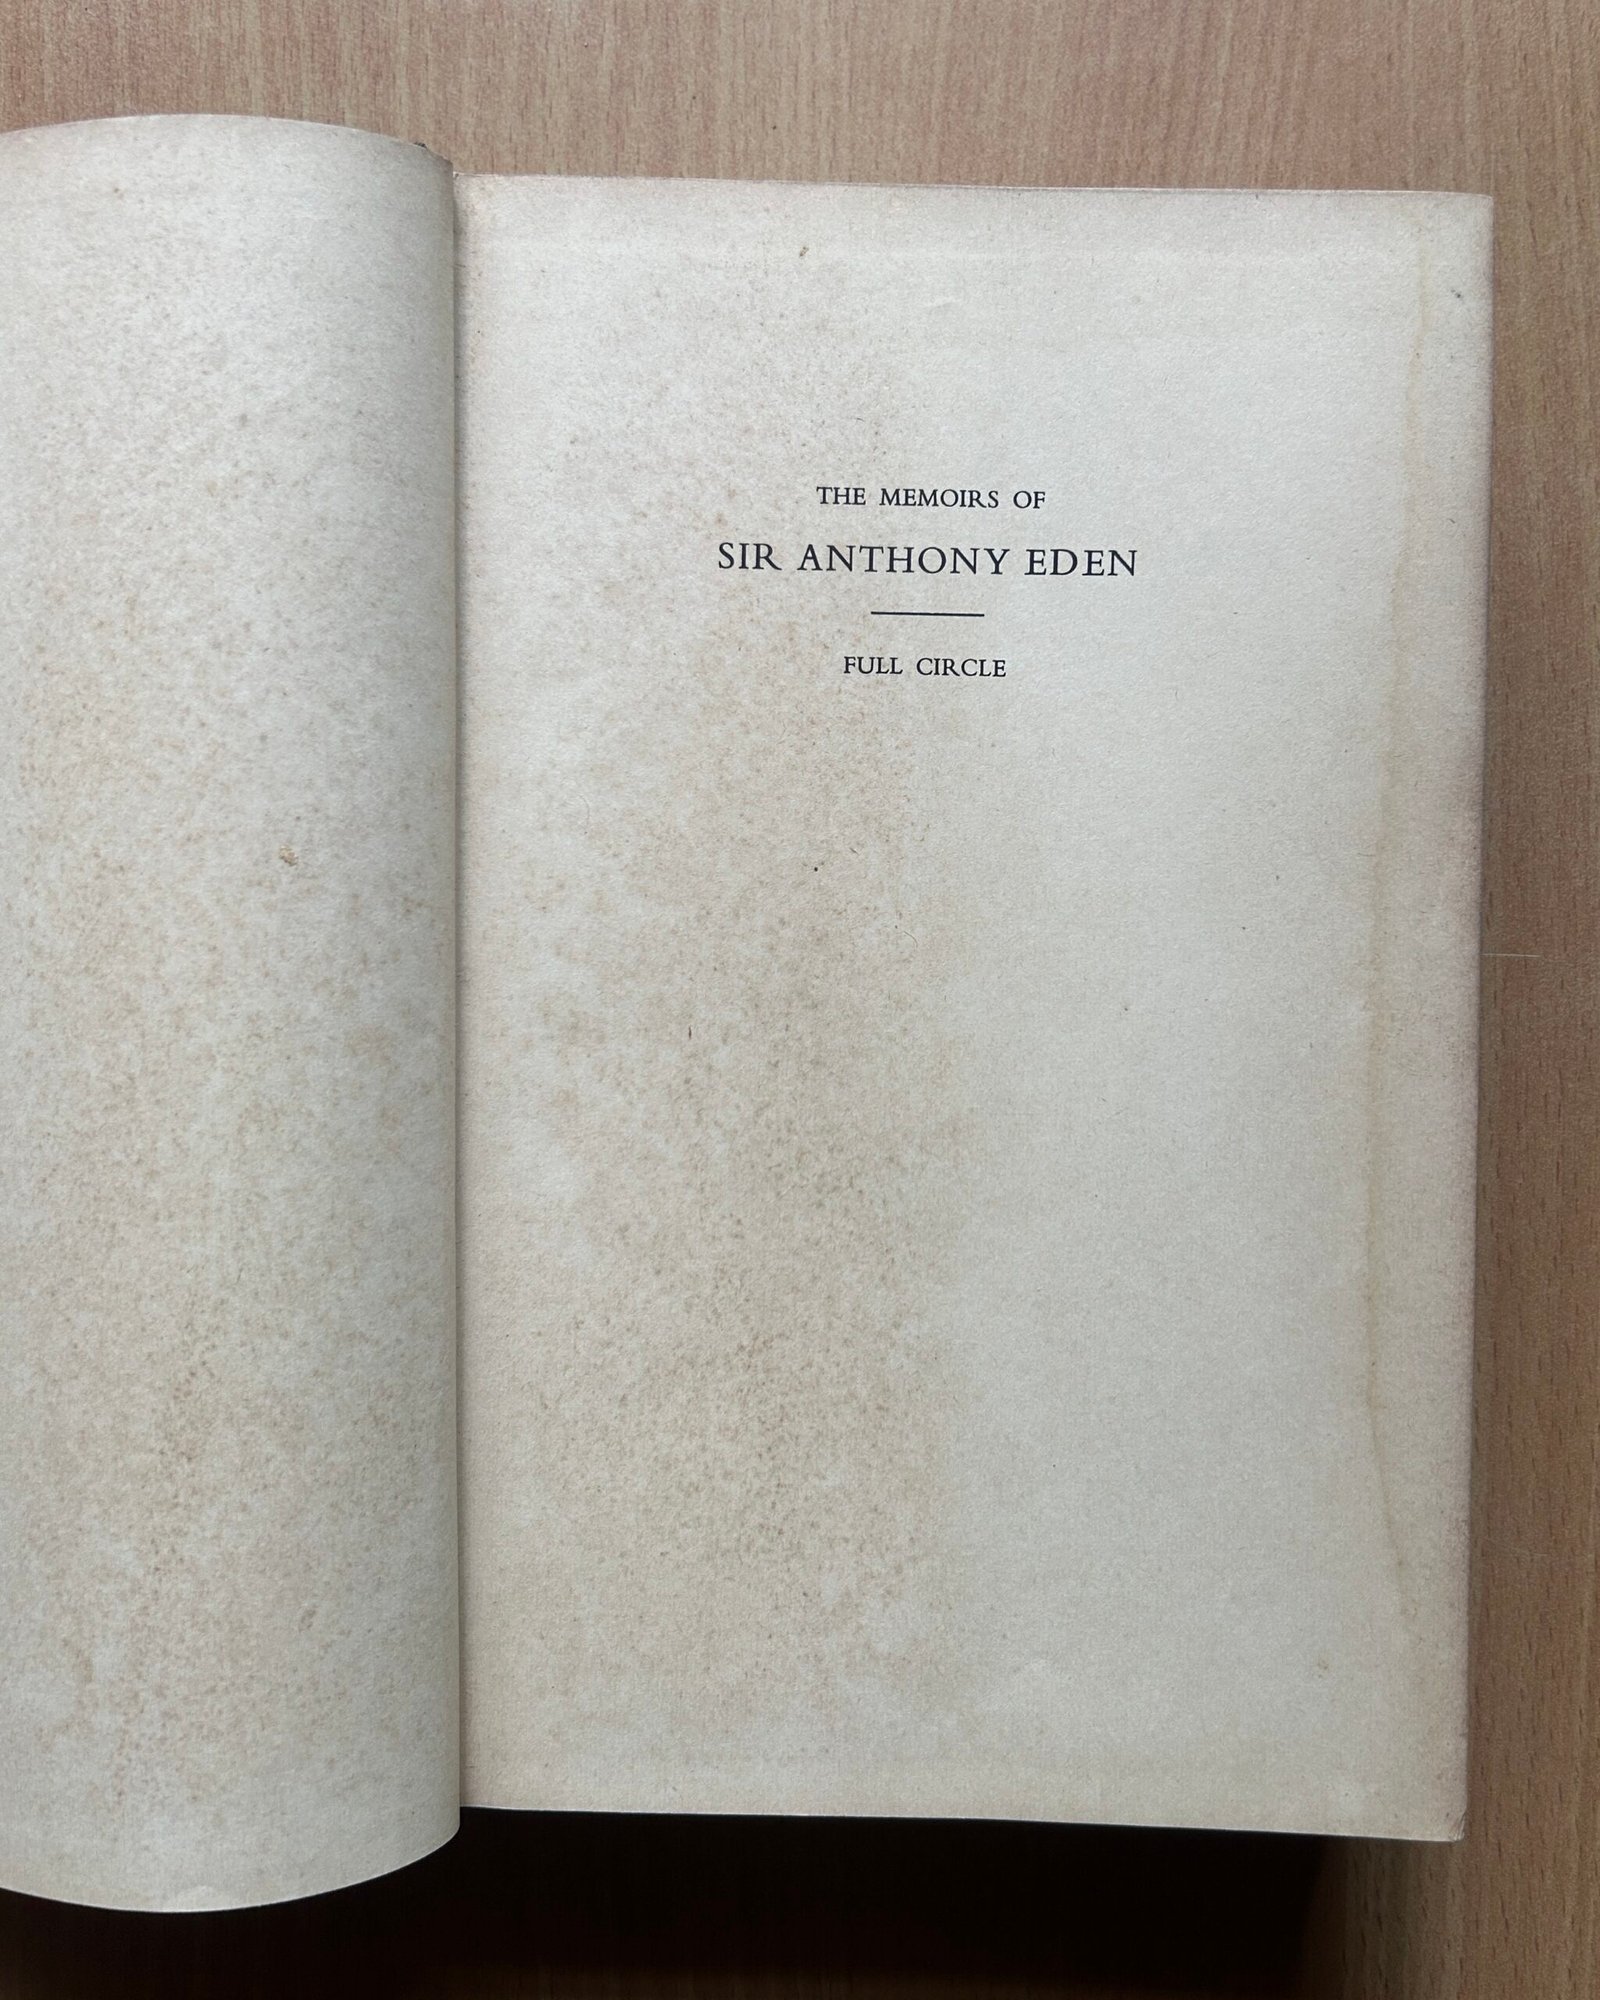 THE MEMOIRS OF
SIR ANTHONY EDEN
FULL CIRCLE